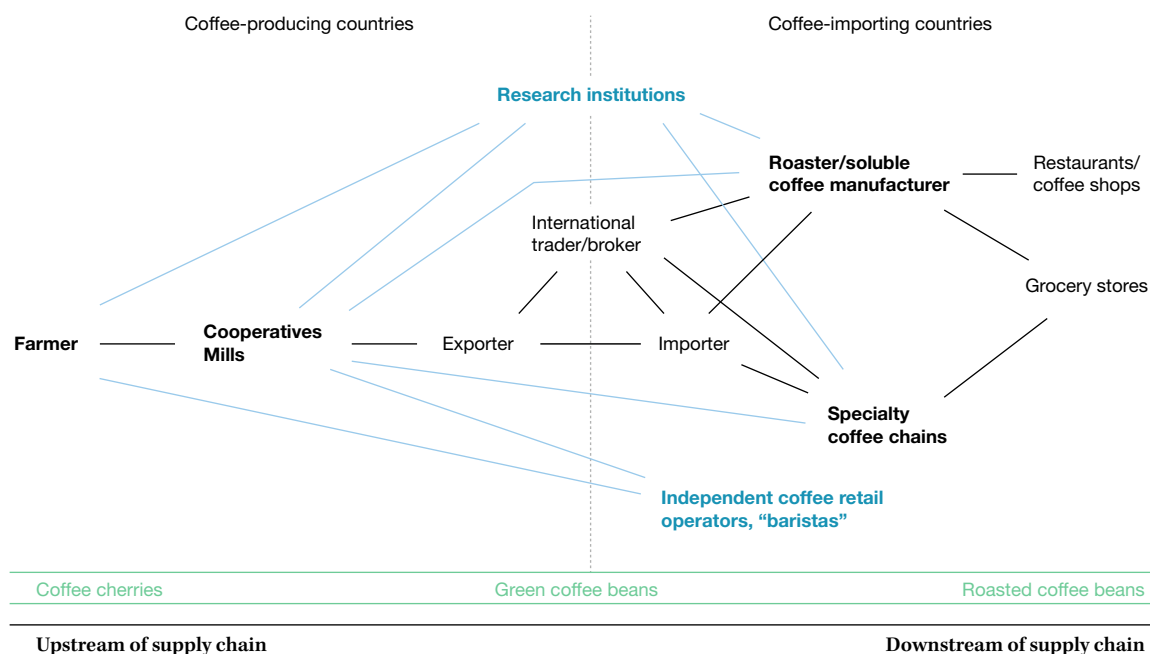 Coffee-producing countries
Coffee-importing countries
Research institutions
Roaster/soluble
coffee manufacturer
Restaurants/
coffee shops
International
trader/broker
Grocery stores
Farmer
Cooperatives
Mills
Exporter
Importer
Specialty
coffee chains
Independent coffee retail
operators, “baristas”
Coffee cherries
Green coffee beans
Roasted coffee beans
Upstream of supply chain
Downstream of supply chain